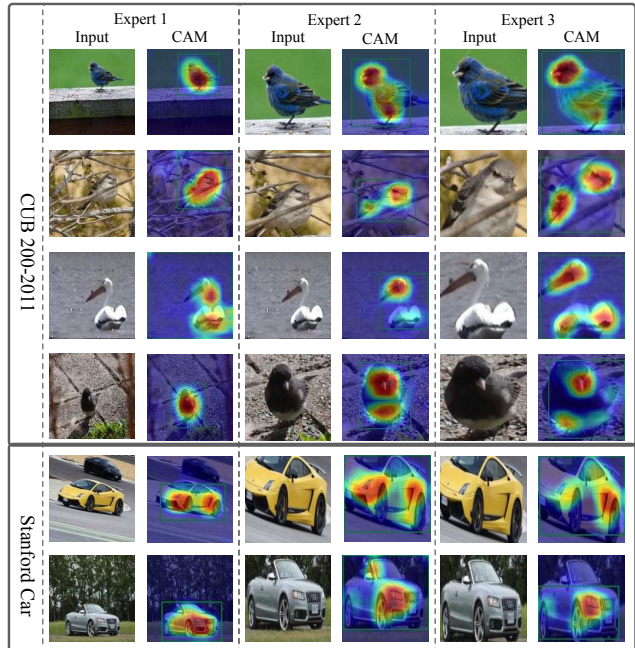 Expert 1 Expert 2 Expert 3
Input CAM Input CAM Input CAM
CUB 200-2011
Stanford Car